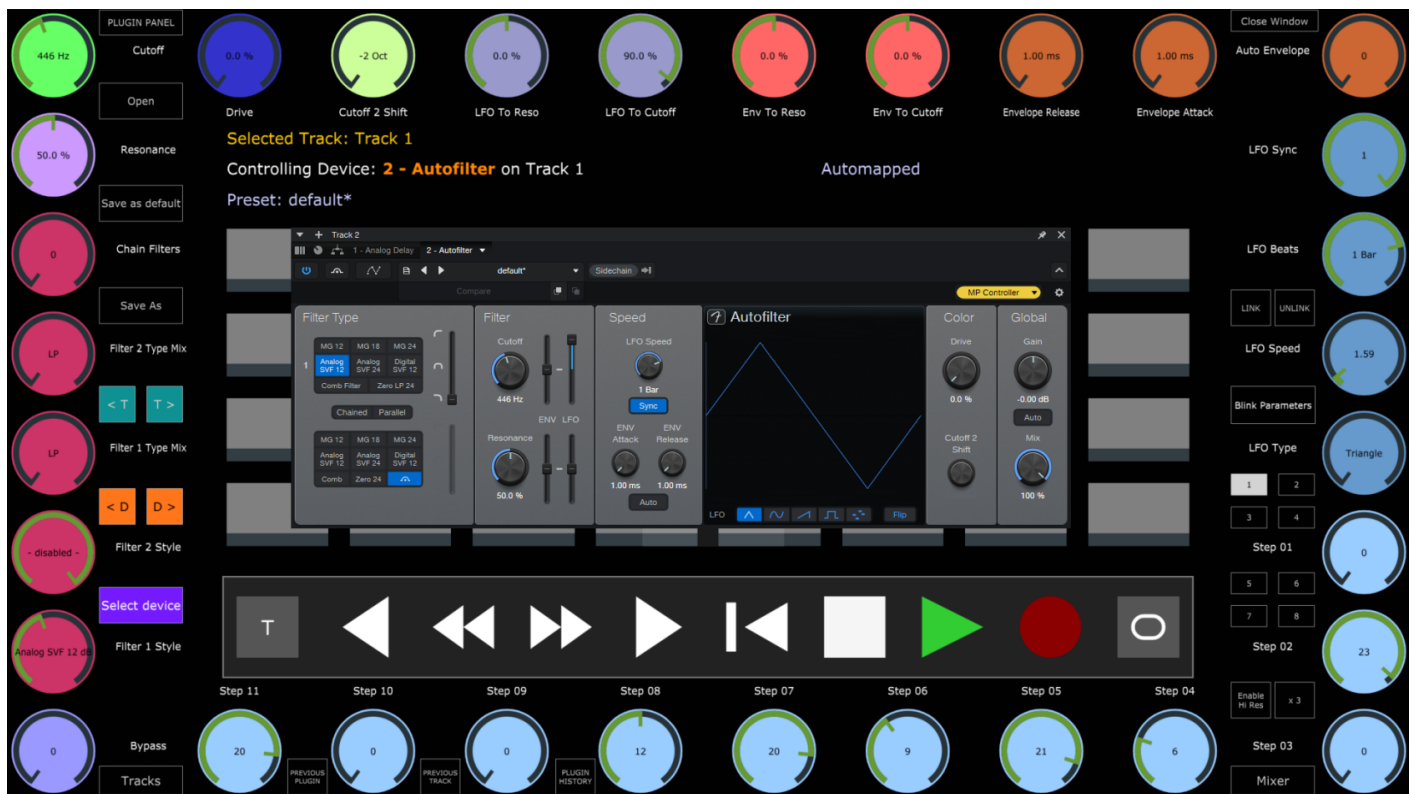 PLUGIN PANEL
Close Window
446 Hz
Cutoff
0.0 %
-2 Oct
0.0 %
90.0 %
0.0 %
0.0 %
1.00 ms
1.00 ms
Auto Envelope
0
Open
Drive
Cutoff 2 Shift
LFO To Reso
LFO To Cutoff
Env To Reso
Env To Cutoff
Envelope Release
Envelope Attack
Selected Track: Track 1
50.0 %
Resonance
LFO Sync
1
Controlling Device: 2 - Autofilter on Track 1
Automapped
Save as default
Preset: default*
0
Chain Filters
LFO Beats
1 Bar
Track 2
1 - Analog Delay
2 - Autofilter
default*
Sidechain
Compare
MP Controller
Save As
LINK
UNLINK
Filter Type
Filter
Speed
Autofilter
Color
Global
LP
Filter 2 Type Mix
LFO Speed
1.59
MG 12
MG 18
MG 24
1
Analog SVF 12
Analog SVF 24
Digital SVF 12
Comb Filter
Zero LP 24
Chained
Parallel
MG 12
MG 18
MG 24
Analog SVF 12
Analog SVF 24
Digital SVF 12
Comb
Zero 24
Cutoff
446 Hz
ENV
LFO
Resonance
50.0 %
LFO Speed
1 Bar
Sync
ENV Attack
ENV Release
1.00 ms
1.00 ms
Auto
LFO
Flip
Drive
0.0 %
Cutoff 2 Shift
Gain
-0.00 dB
Auto
Mix
100 %
< T
T >
Blink Parameters
LP
Filter 1 Type Mix
LFO Type
Triangle
1
2
< D
D >
3
4
- disabled -
Filter 2 Style
Step 01
0
5
6
Select device
7
8
T
Analog SVF 12 dB
Filter 1 Style
Step 02
23
Step 11
Step 10
Step 09
Step 08
Step 07
Step 06
Step 05
Step 04
Enable Hi Res
x 3
0
Bypass
20
0
0
12
20
9
21
6
Step 03
0
Tracks
PREVIOUS PLUGIN
PREVIOUS TRACK
PLUGIN HISTORY
Mixer